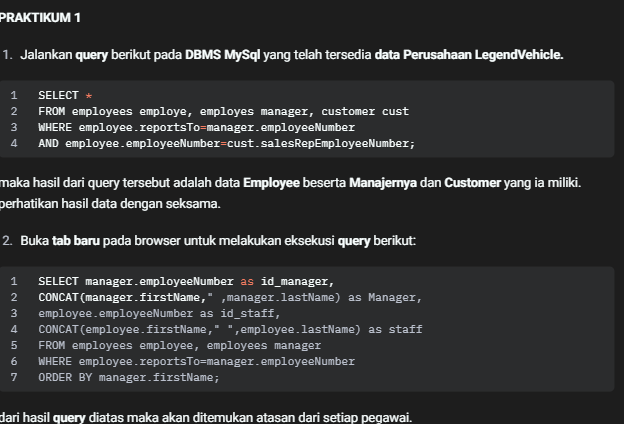 PRAKTIKUM 1
1. Jalankan query berikut pada DBMS MySql yang telah tersedia data Perusahaan LegendVehicle.
1 SELECT *
2 FROM employees employe, employes manager, customer cust
3 WHERE employee.reportsTo=manager.employeeNumber
4 AND employee.employeeNumber=cust.salesRepEmployeeNumber;
maka hasil dari query tersebut adalah data Employee beserta Manajernya dan Customer yang ia miliki.
perhatikan hasil data dengan seksama.
2. Buka tab baru pada browser untuk melakukan eksekusi query berikut:
1 SELECT manager.employeeNumber as id_manager,
2 CONCAT(manager.firstName," ,manager.lastName) as Manager,
3 employee.employeeNumber as id_staff,
4 CONCAT(employee.firstName," ",employee.lastName) as staff
5 FROM employees employee, employees manager
6 WHERE employee.reportsTo=manager.employeeNumber
7 ORDER BY manager.firstName;
dari hasil query diatas maka akan ditemukan atasan dari setiap pegawai.